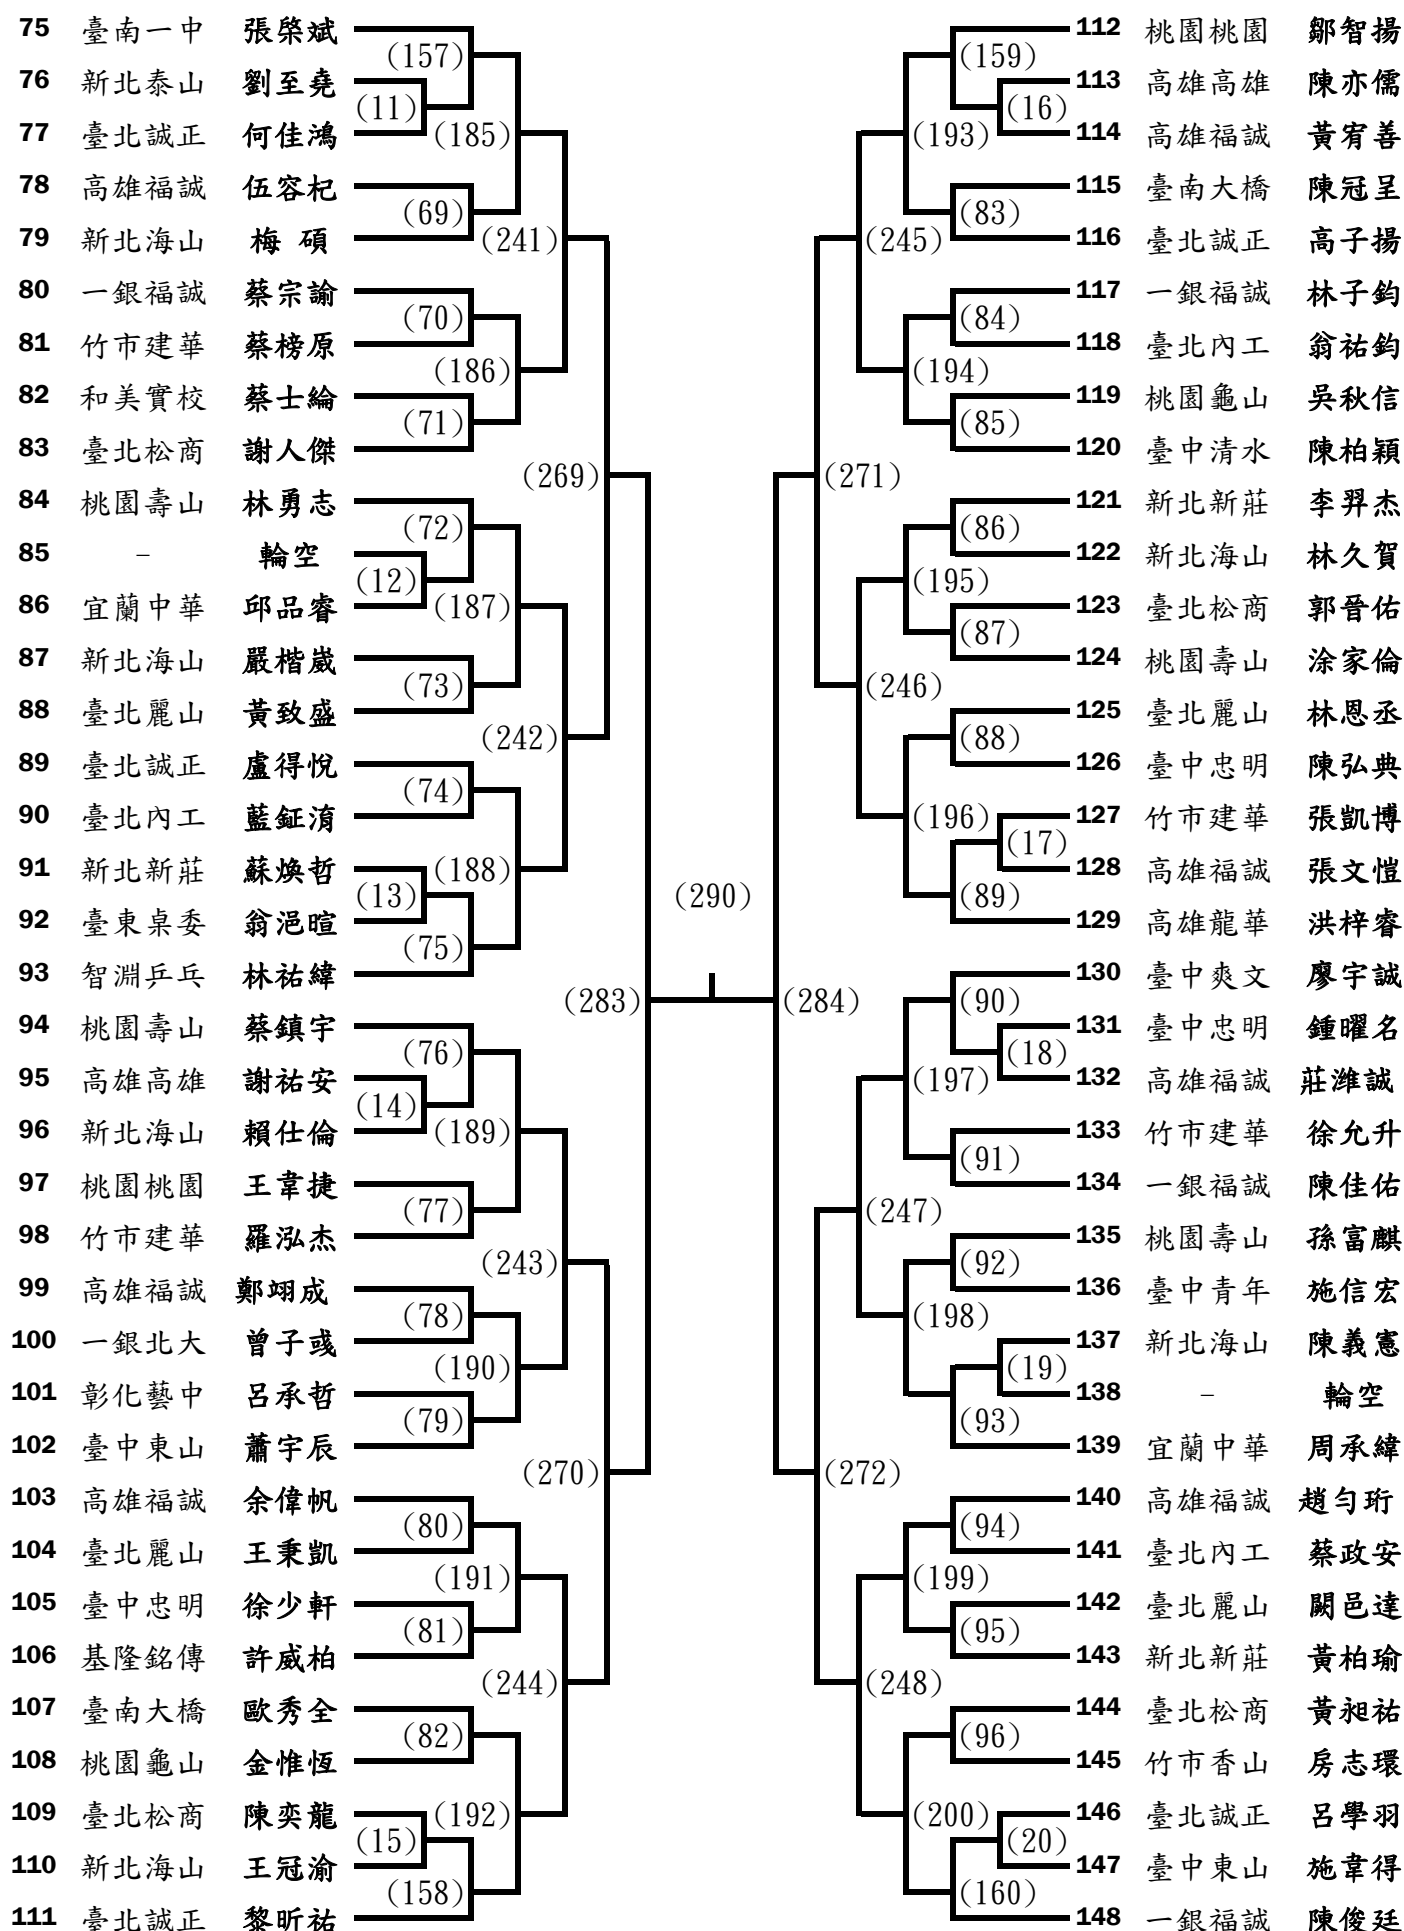 75 臺南一中 張棨斌
(157)
76 新北泰山 劉至堯
(11)
77 臺北誠正 何佳鴻
(185)
78 高雄福誠 伍容杞
(69)
79 新北海山 梅 碩
(241)
80 一銀福誠 蔡宗諭
(70)
81 竹市建華 蔡榜原
(186)
82 和美實校 蔡士綸
(71)
83 臺北松商 謝人傑
(269)
84 桃園壽山 林勇志
(72)
85 – 輪空
(12)
86 宜蘭中華 邱品睿
(187)
87 新北海山 嚴楷崴
(73)
88 臺北麗山 黃致盛
(242)
89 臺北誠正 盧得悅
(74)
90 臺北內工 藍鉦淯
91 新北新莊 蘇煥哲
(188)
(13)
92 臺東桌委 翁浥暄
(75)
93 智淵乒乓 林祐緯
(283)
94 桃園壽山 蔡鎮宇
(76)
95 高雄高雄 謝祐安
(14)
96 新北海山 賴仕倫
(189)
97 桃園桃園 王韋捷
(77)
98 竹市建華 羅泓杰
(243)
99 高雄福誠 鄭翊成
(78)
100 一銀北大 曾子彧
(190)
101 彰化藝中 呂承哲
(79)
102 臺中東山 蕭宇辰
(270)
103 高雄福誠 余偉帆
(80)
104 臺北麗山 王秉凱
(191)
105 臺中忠明 徐少軒
(81)
106 基隆銘傳 許威柏
(244)
107 臺南大橋 歐秀全
(82)
108 桃園龜山 金惟恆
109 臺北松商 陳奕龍
(192)
(15)
110 新北海山 王冠渝
(158)
111 臺北誠正 黎昕祐
(290)
112 桃園桃園 鄒智揚
(159)
113 高雄高雄 陳亦儒
(16)
114 高雄福誠 黃宥善
(193)
115 臺南大橋 陳冠呈
(83)
116 臺北誠正 高子揚
(245)
117 一銀福誠 林子鈞
(84)
118 臺北內工 翁祐鈞
(194)
119 桃園龜山 吳秋信
(85)
120 臺中清水 陳柏穎
(271)
121 新北新莊 李羿杰
(86)
122 新北海山 林久賀
(195)
123 臺北松商 郭晉佑
(87)
124 桃園壽山 涂家倫
(246)
125 臺北麗山 林恩丞
(88)
126 臺中忠明 陳弘典
127 竹市建華 張凱博
(196)
(17)
128 高雄福誠 張文愷
(89)
129 高雄龍華 洪梓睿
130 臺中爽文 廖宇誠
(284)
(90)
131 臺中忠明 鍾曜名
(18)
132 高雄福誠 莊濰誠
(197)
133 竹市建華 徐允升
(91)
134 一銀福誠 陳佳佑
(247)
135 桃園壽山 孫富麒
(92)
136 臺中青年 施信宏
(198)
137 新北海山 陳義憲
(19)
138 – 輪空
(93)
139 宜蘭中華 周承緯
(272)
140 高雄福誠 趙勻珩
(94)
141 臺北內工 蔡政安
(199)
142 臺北麗山 闕邑達
(95)
143 新北新莊 黃柏瑜
(248)
144 臺北松商 黃昶祐
(96)
145 竹市香山 房志環
146 臺北誠正 呂學羽
(200)
(20)
147 臺中東山 施韋得
(160)
148 一銀福誠 陳俊廷